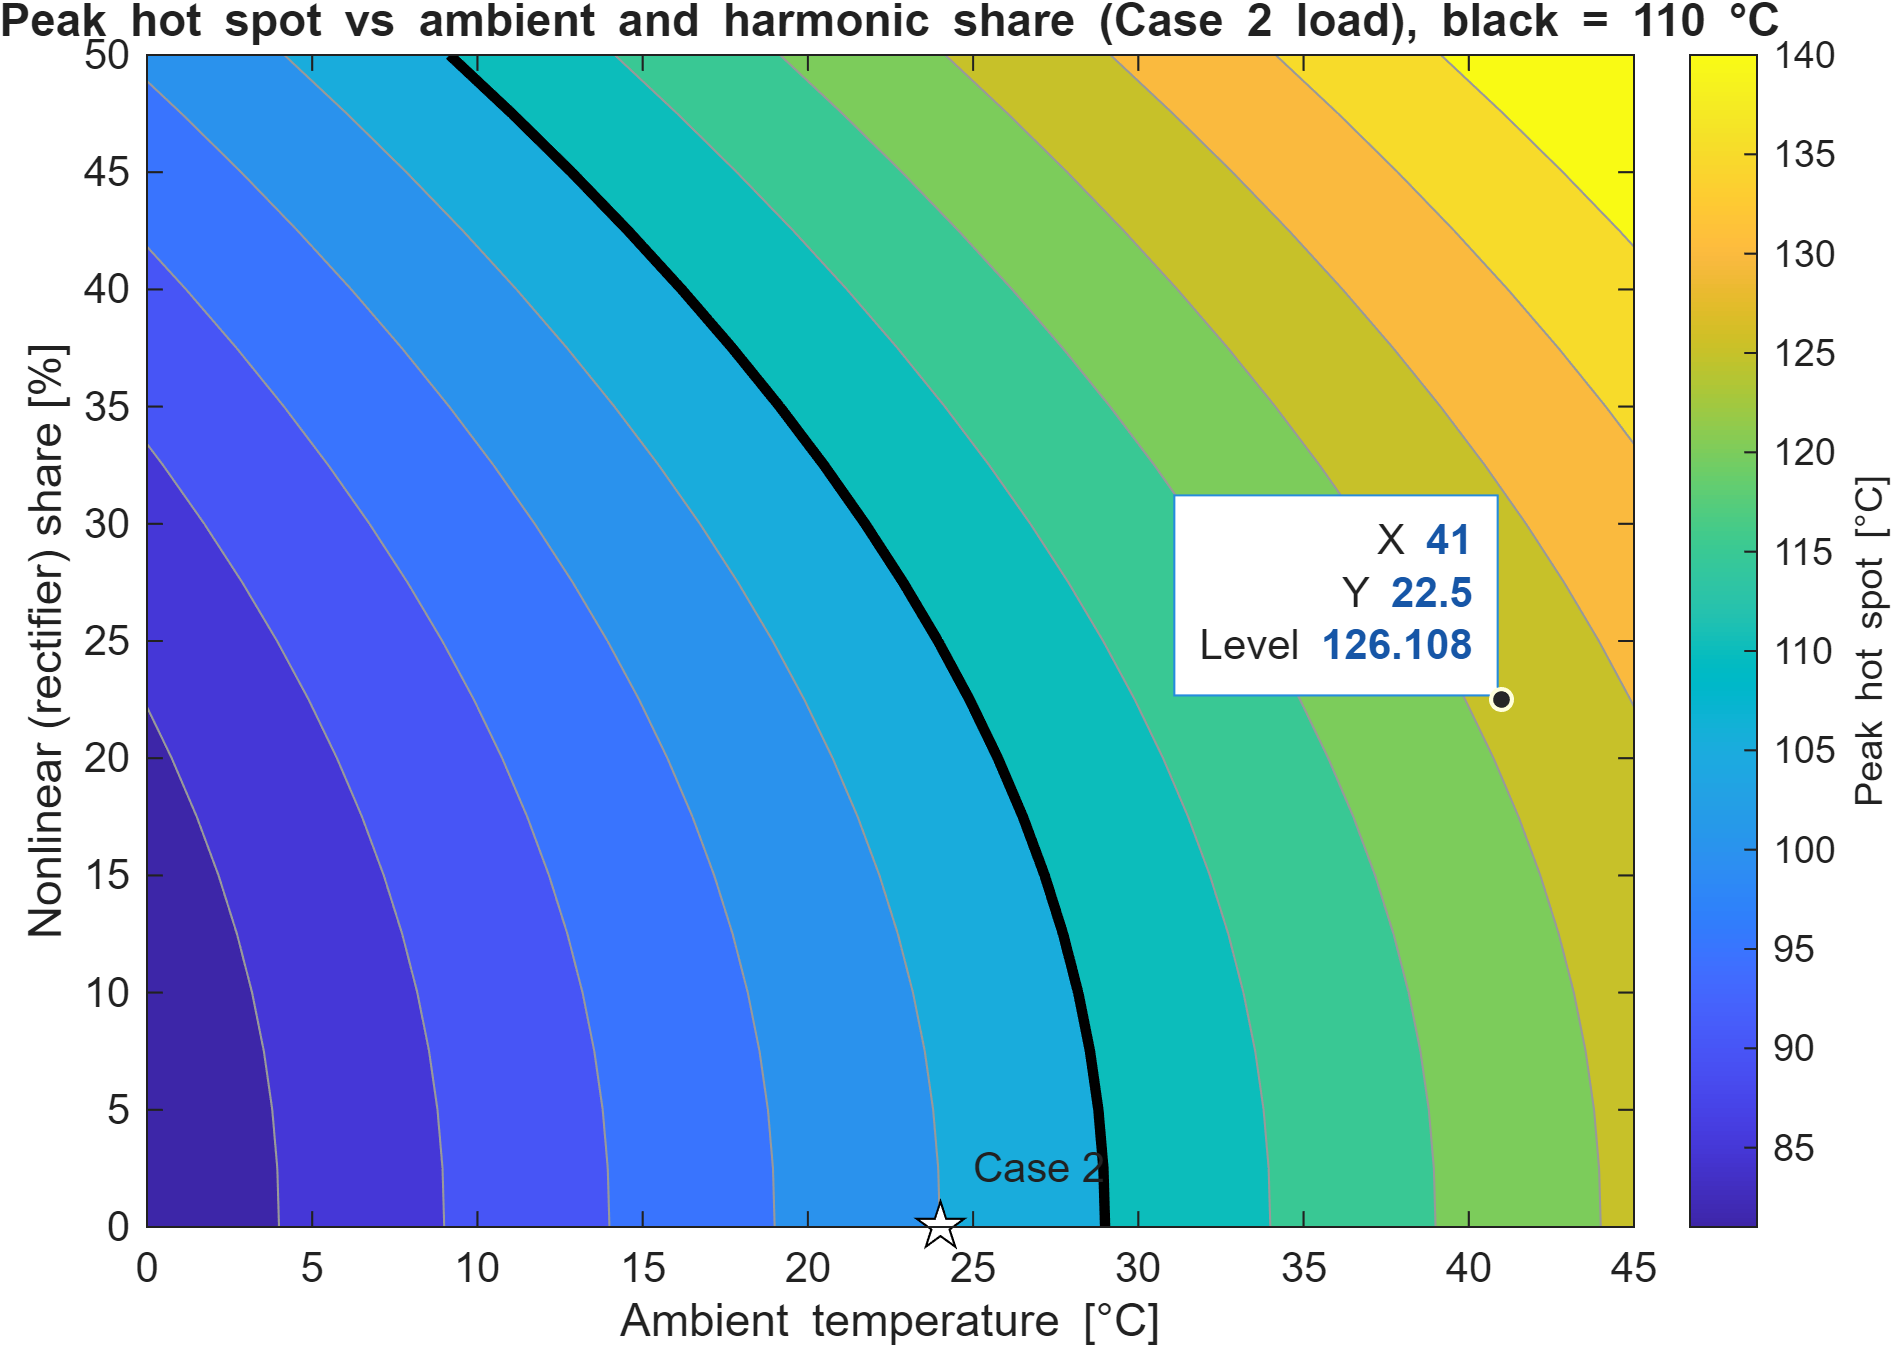 Peak hot spot vs ambient and harmonic share (Case 2 load), black = 110 °C
50
45
40
35
30
25
20
15
10
5
0
Nonlinear (rectifier) share [%]
X 41
Y 22.5
Level 126.108
Case 2
0 5 10 15 20 25 30 35 40 45
Ambient temperature [°C]
140
135
130
125
120
115
110
105
100
95
90
85
Peak hot spot [°C]